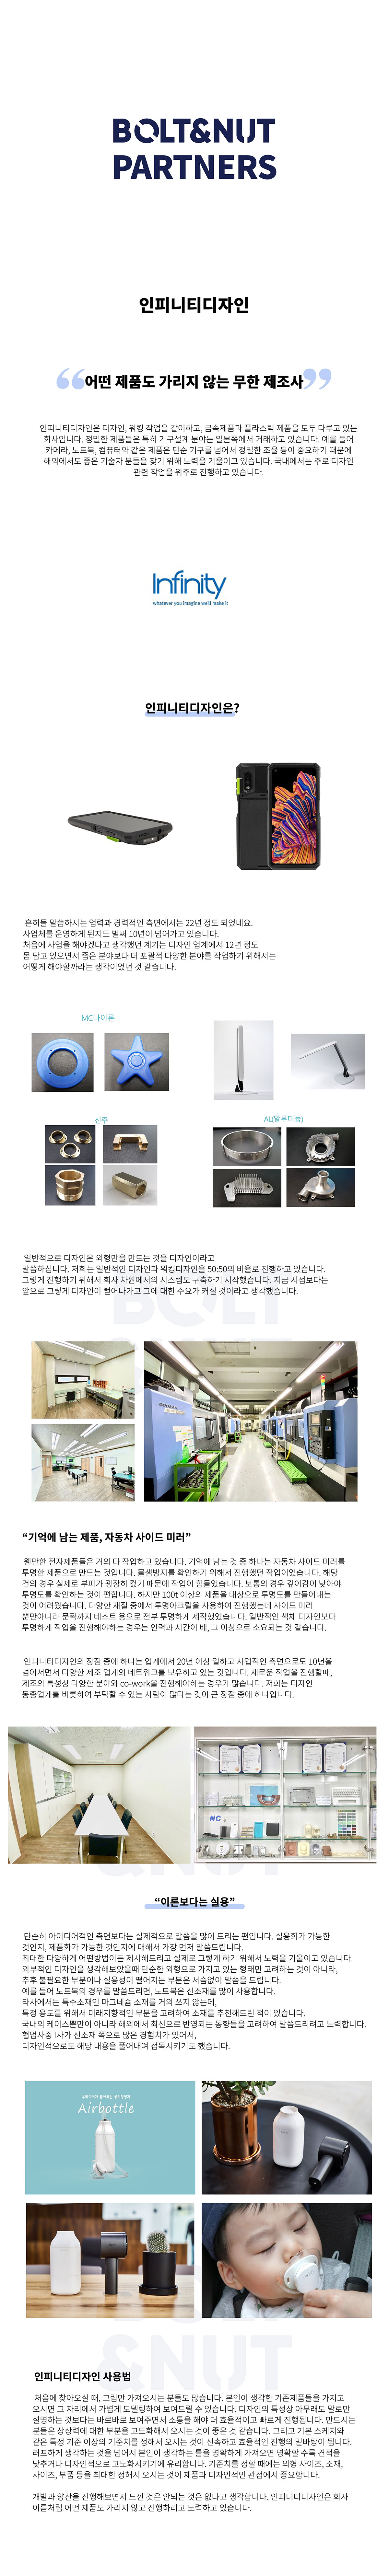 BOLT&NUT
PARTNERS
인피니티디자인
“어떤 제품도 가리지 않는 무한 제조사”
인피니티디자인은 디자인, 워킹 작업을 같이하고, 금속제품과 플라스틱 제품을 모두 다루고 있는
회사입니다. 정밀한 제품들은 특히 기구설계 분야는 일본쪽에서 거래하고 있습니다. 예를 들어
카메라, 노트북, 컴퓨터와 같은 제품은 단순 기구를 넘어서 정밀한 조율 등이 중요하기 때문에
해외에서도 좋은 기술자 분들을 찾기 위해 노력을 기울이고 있습니다. 국내에서는 주로 디자인
관련 작업을 위주로 진행하고 있습니다.
Infinity
whatever you imagine we'll make it
인피니티디자인은?
흔히들 말씀하시는 업력과 경력적인 측면에서는 22년 정도 되었네요.
사업체를 운영하게 된지도 벌써 10년이 넘어가고 있습니다.
처음에 사업을 해야겠다고 생각했던 계기는 디자인 업계에서 12년 정도
몸 담고 있으면서 좁은 분야보다 더 포괄적 다양한 분야를 작업하기 위해서는
어떻게 해야할까라는 생각이었던 것 같습니다.
MC나이론
신주
AL(알루미늄)
일반적으로 디자인은 외형만을 만드는 것을 디자인이라고
말씀하십니다. 저희는 일반적인 디자인과 워킹디자인을 50:50의 비율로 진행하고 있습니다.
그렇게 진행하기 위해서 회사 차원에서의 시스템도 구축하기 시작했습니다. 지금 시점보다는
앞으로 그렇게 디자인이 뻗어나가고 그에 대한 수요가 커질 것이라고 생각했습니다.
BOLT
&NUT
“기억에 남는 제품, 자동차 사이드 미러”
웬만한 전자제품들은 거의 다 작업하고 있습니다. 기억에 남는 것 중 하나는 자동차 사이드 미러를
투명한 제품으로 만드는 것입니다. 물샘방지를 확인하기 위해서 진행했던 작업이었습니다. 해당
건의 경우 실제로 부피가 굉장히 컸기 때문에 작업이 힘들었습니다. 보통의 경우 깊이감이 낮아야
투명도를 확인하는 것이 편합니다. 하지만 100t 이상의 제품을 대상으로 투명도를 만들어내는
것이 어려웠습니다. 다양한 재질 중에서 투명아크릴을 사용하여 진행했는데 사이드 미러
뿐만아니라 문짝까지 테스트 용으로 전부 투명하게 제작했었습니다. 일반적인 색체 디자인보다
투명하게 작업을 진행해야하는 경우는 인력과 시간이 배, 그 이상으로 소요되는 것 같습니다.
인피니티디자인의 장점 중에 하나는 업계에서 20년 이상 일하고 사업적인 측면으로도 10년을
넘어서면서 다양한 제조 업계의 네트워크를 보유하고 있는 것입니다. 새로운 작업을 진행할때,
제조의 특성상 다양한 분야와 co-work을 진행해야하는 경우가 많습니다. 저희는 디자인
동종업계를 비롯하여 부탁할 수 있는 사람이 많다는 것이 큰 장점 중에 하나입니다.
NC
&NUT
“이론보다는 실용”
단순히 아이디어적인 측면보다는 실제적으로 말씀을 많이 드리는 편입니다. 실용화가 가능한
것인지, 제품화가 가능한 것인지에 대해서 가장 먼저 말씀드립니다.
최대한 다양하게 어떤방법이든 제시해드리고 실제로 그렇게 하기 위해서 노력을 기울이고 있습니다.
외부적인 디자인을 생각해보았을때 단순한 외형으로 가지고 있는 형태만 고려하는 것이 아니라,
추후 불필요한 부분이나 실용성이 떨어지는 부분은 서슴없이 말씀을 드립니다.
예를 들어 노트북의 경우를 말씀드리면, 노트북은 신소재를 많이 사용합니다.
타사에서는 특수소재인 마그네슘 소재를 거의 쓰지 않는데,
특정 용도를 위해서 미래지향적인 부분을 고려하여 소재를 추천해드린 적이 있습니다.
국내의 케이스뿐만이 아니라 해외에서 최신으로 반영되는 동향들을 고려하여 말씀드리려고 노력합니다.
협업사중 I사가 신소재 쪽으로 많은 경험치가 있어서,
디자인적으로도 해당 내용을 풀어내여 접목시키기도 했습니다.
Airbottle
&NUT
인피니티디자인 사용법
처음에 찾아오실 때, 그림만 가져오시는 분들도 많습니다. 본인이 생각한 기존제품들을 가지고
오시면 그 자리에서 가볍게 모델링하여 보여드릴 수 있습니다. 디자인의 특성상 아무래도 말로만
설명하는 것보다는 바로바로 보여주면서 소통을 해야 더 효율적이고 빠르게 진행됩니다. 만드시는
분들은 상상력에 대한 부분을 고도화해서 오시는 것이 좋은 것 같습니다. 그리고 기본 스케치와
같은 특정 기준 이상의 기준치를 정해서 오시는 것이 신속하고 효율적인 진행의 밑바탕이 됩니다.
러프하게 생각하는 것을 넘어서 본인이 생각하는 틀을 명확하게 가져오면 명확할 수록 견적을
낮추거나 디자인적으로 고도화시키기에 유리합니다. 기준치를 정할 때에는 외형 사이즈, 소재,
사이즈, 부품 등을 최대한 정해서 오시는 것이 제품과 디자인적인 관점에서 중요합니다.
개발과 양산을 진행해보면서 느낀 것은 안되는 것은 없다고 생각합니다. 인피니티디자인은 회사
이름처럼 어떤 제품도 가리지 않고 진행하려고 노력하고 있습니다.